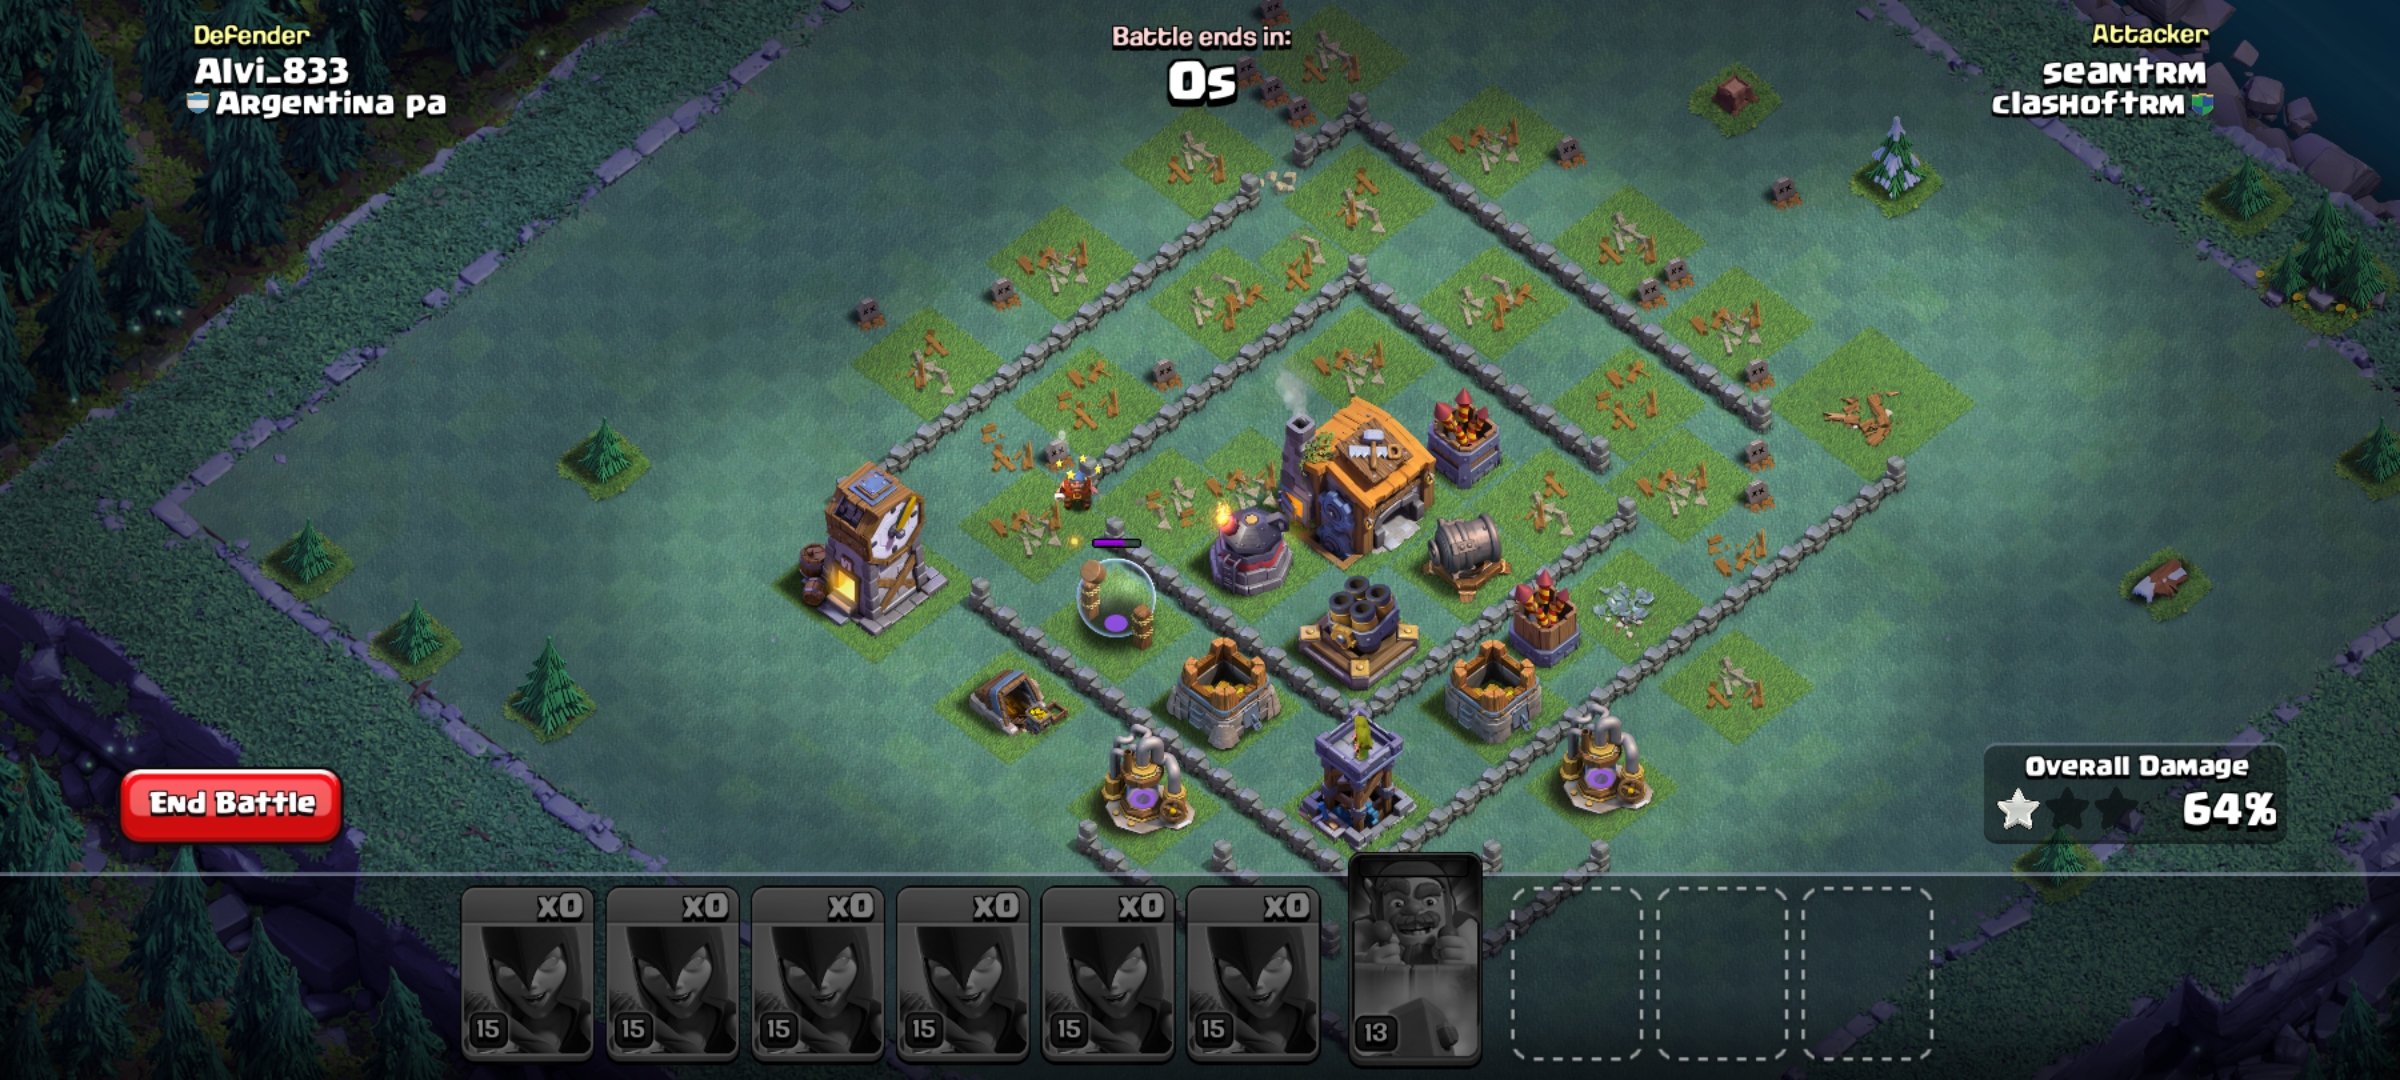 Defender
Alvi_833
Argentina pa
Battle ends in:
0s
Attacker
seantRM
clashoftRM
End Battle
Overall Damage
64%
x0
x0
x0
x0
x0
x0
15
15
15
15
15
15
13